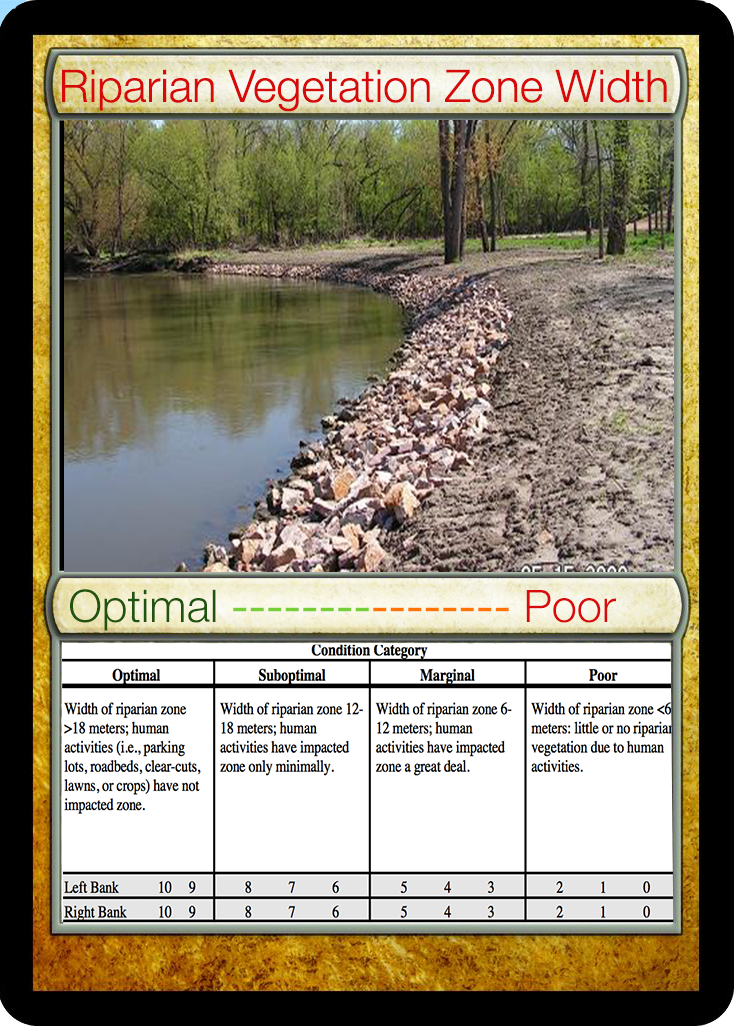 Riparian Vegetation Zone Width
Optimal ---------------- Poor
Condition Category
Optimal Suboptimal Marginal Poor
Width of riparian zone
>18 meters; human
activities (i.e., parking
lots, roadbeds, clear-cuts,
lawns, or crops) have not
impacted zone.
Width of riparian zone 12-
18 meters; human
activities have impacted
zone only minimally.
Width of riparian zone 6-
12 meters; human
activities have impacted
zone a great deal.
Width of riparian zone <6
meters: little or no riparian
vegetation due to human
activities.
Left Bank 10 9 8 7 6 5 4 3 2 1 0
Right Bank 10 9 8 7 6 5 4 3 2 1 0